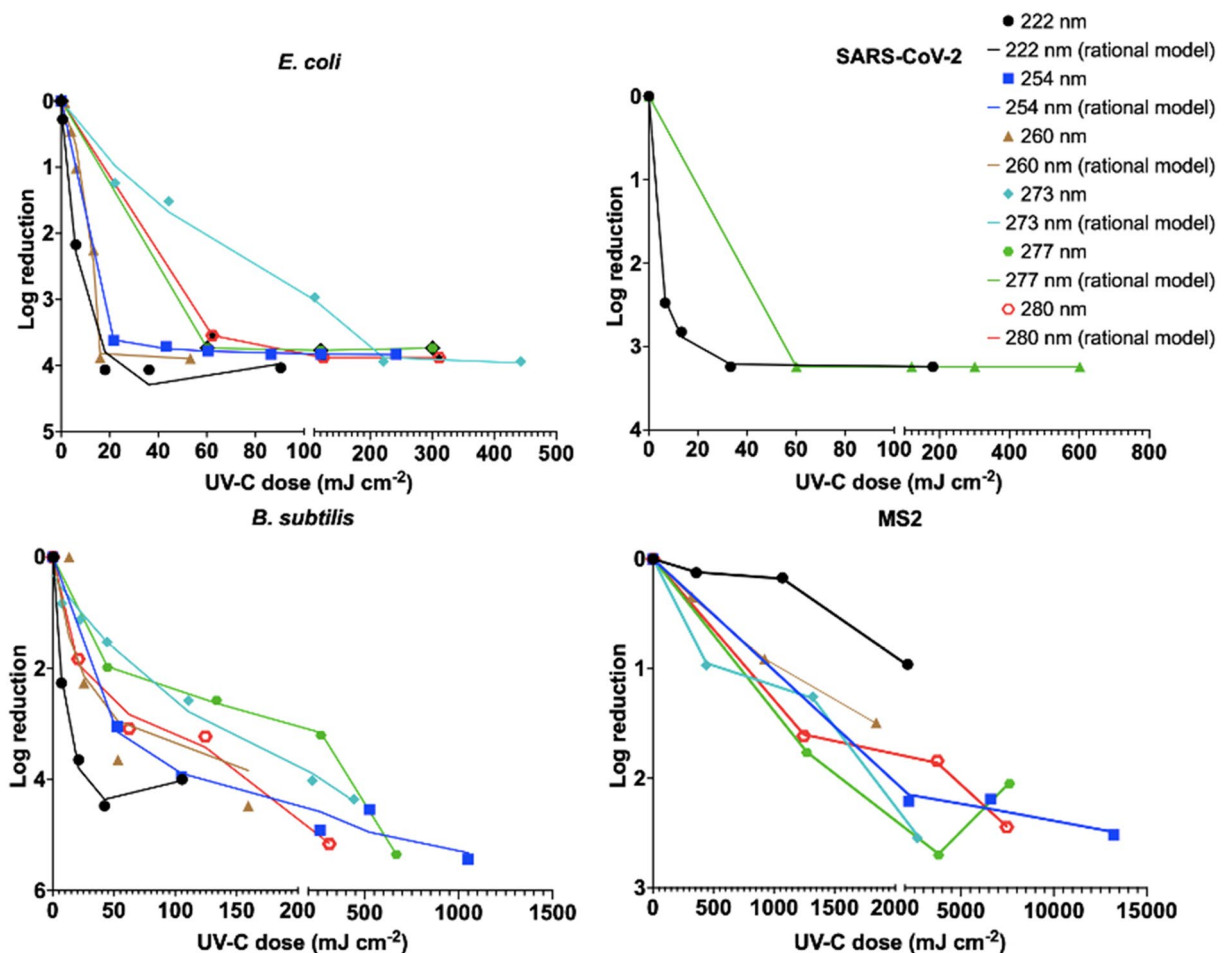 E. coli
0
1
2
3
4
5
Log reduction
0 20 40 60 80 100 200 300 400 500
UV-C dose (mJ cm-2)
SARS-CoV-2
0
1
2
3
4
Log reduction
0 20 40 60 80 100 200 300 400 500 600 700 800
UV-C dose (mJ cm-2)
222 nm
222 nm (rational model)
254 nm
254 nm (rational model)
260 nm
260 nm (rational model)
273 nm
273 nm (rational model)
277 nm
277 nm (rational model)
280 nm
280 nm (rational model)
B. subtilis
0
2
4
6
Log reduction
0 50 100 150 200 500 1000 1500
UV-C dose (mJ cm-2)
MS2
0
1
2
3
Log reduction
0 500 1000 1500 2000 5000 10000 15000
UV-C dose (mJ cm-2)